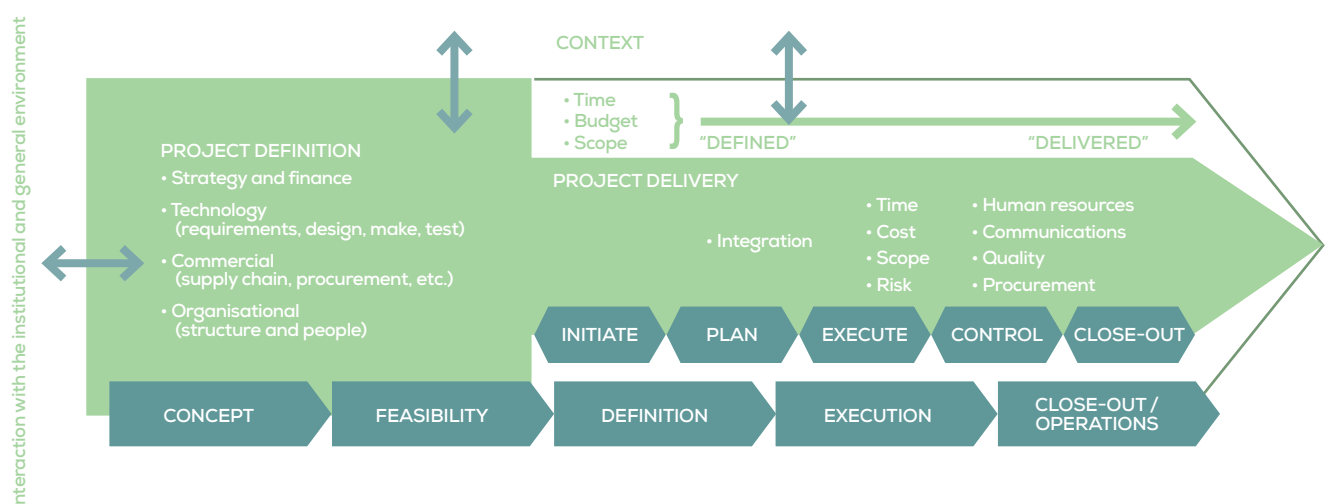 nteraction with the institutional and general environment
CONTEXT
• Time
• Budget
• Scope
}
"DEFINED"
"DELIVERED"
PROJECT DEFINITION
• Strategy and finance
• Technology
(requirements, design, make, test)
• Commercial
(supply chain, procurement, etc.)
• Organisational
(structure and people)
PROJECT DELIVERY
• Integration
• Time
• Cost
• Scope
• Risk
• Human resources
• Communications
• Quality
• Procurement
INITIATE
PLAN
EXECUTE
CONTROL
CLOSE-OUT
CONCEPT
FEASIBILITY
DEFINITION
EXECUTION
CLOSE-OUT /
OPERATIONS